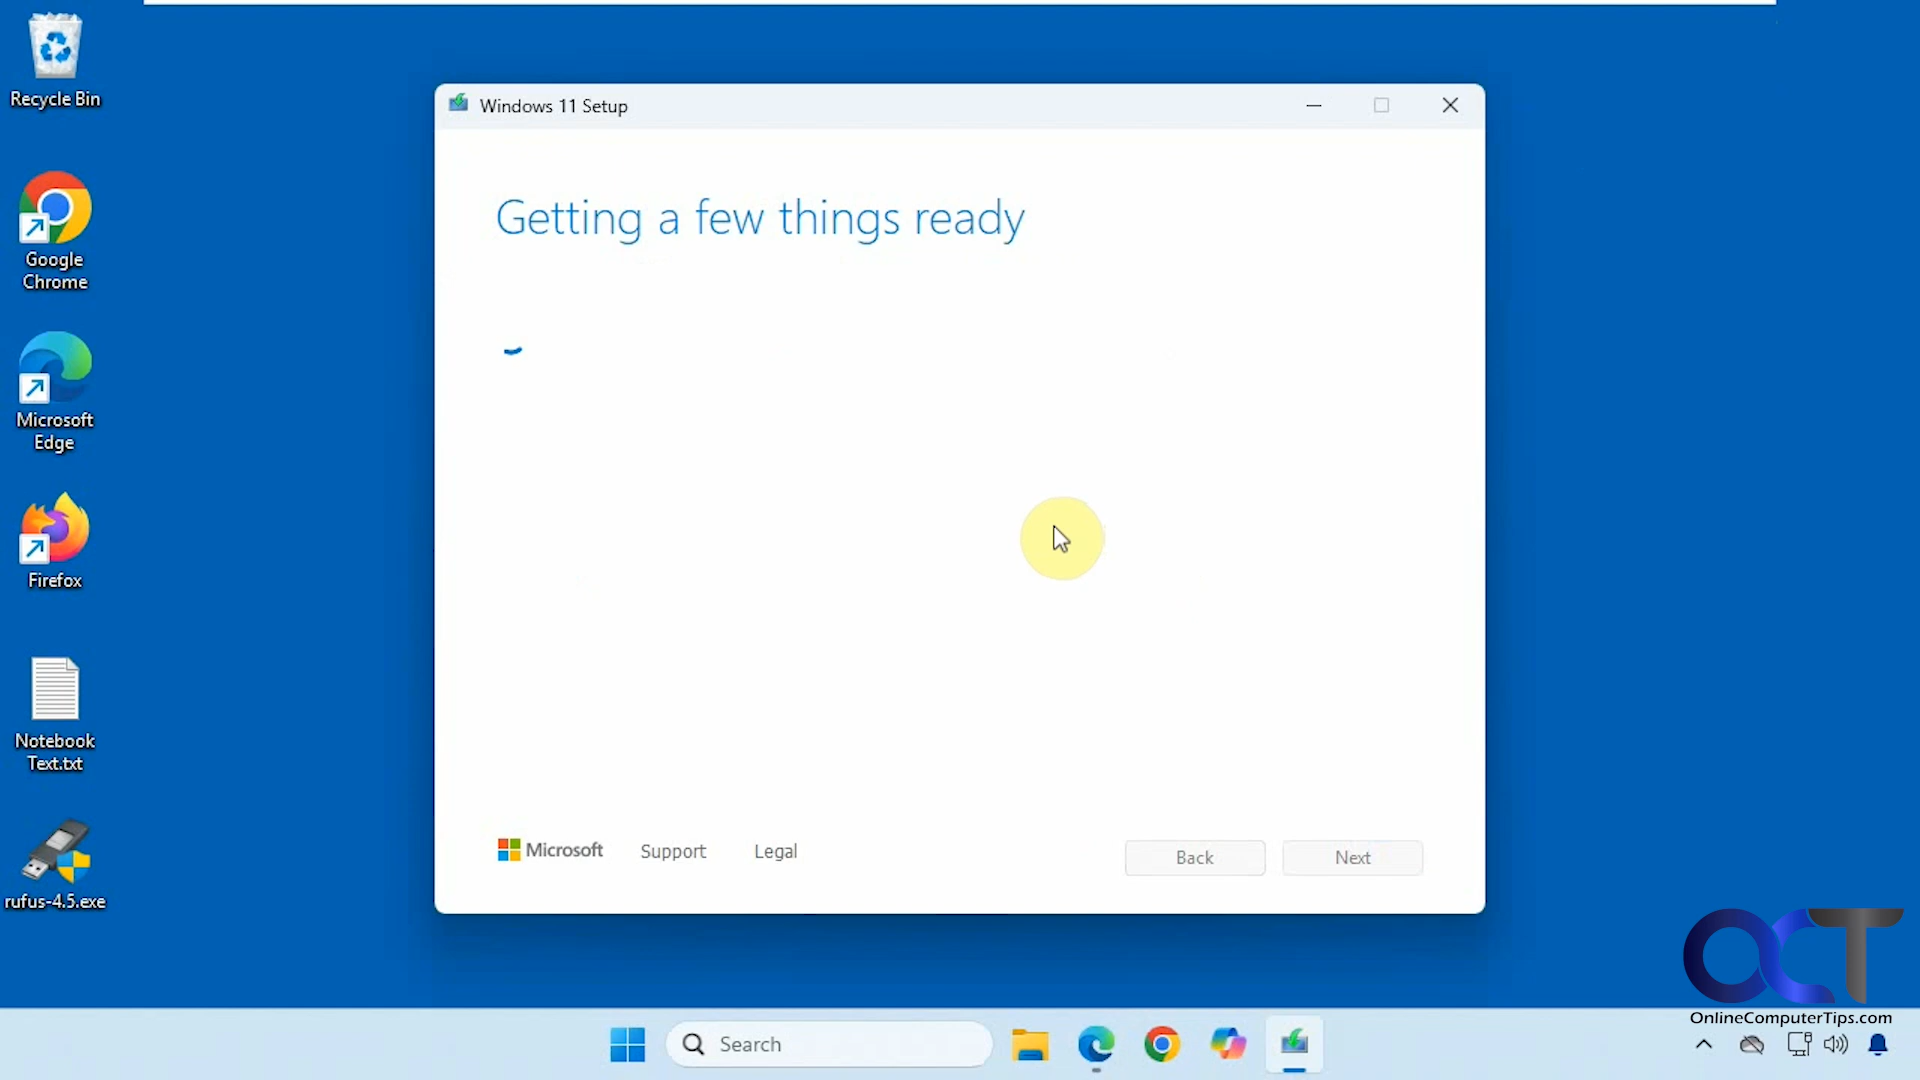 Recycle Bin
Google
Chrome
Microsoft
Edge
Firefox
Notebook
Text.txt
rufus-4.5.exe
Windows 11 Setup
Getting a few things ready
Microsoft
Support
Legal
Back
Next
OCT
OnlineComputerTips.com
Search